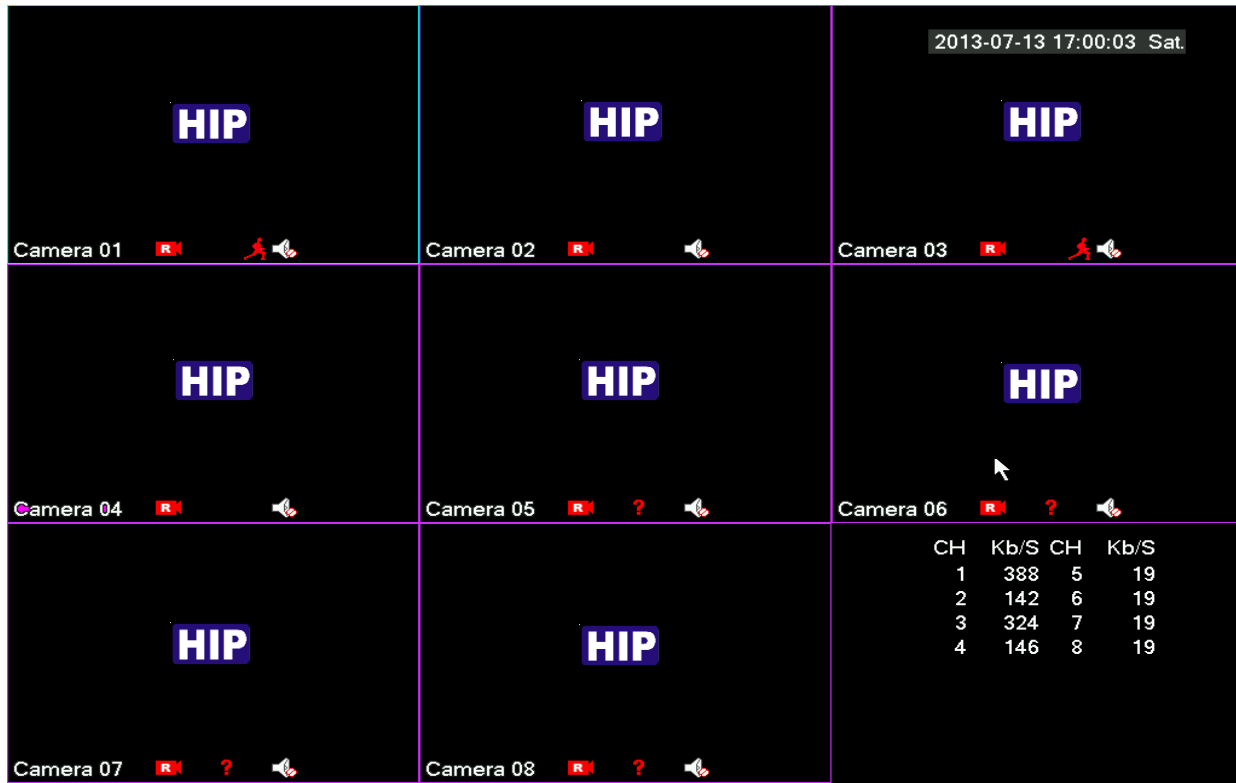 2013-07-13 17:00:03 Sat.
HIP
HIP
HIP
Camera 01 R
Camera 02 R
Camera 03 R
HIP
HIP
HIP
Camera 04 R
Camera 05 R ?
Camera 06 R ?
HIP
HIP
CH Kb/S CH Kb/S
1 388 5 19
2 142 6 19
3 324 7 19
4 146 8 19
Camera 07 R ?
Camera 08 R ?